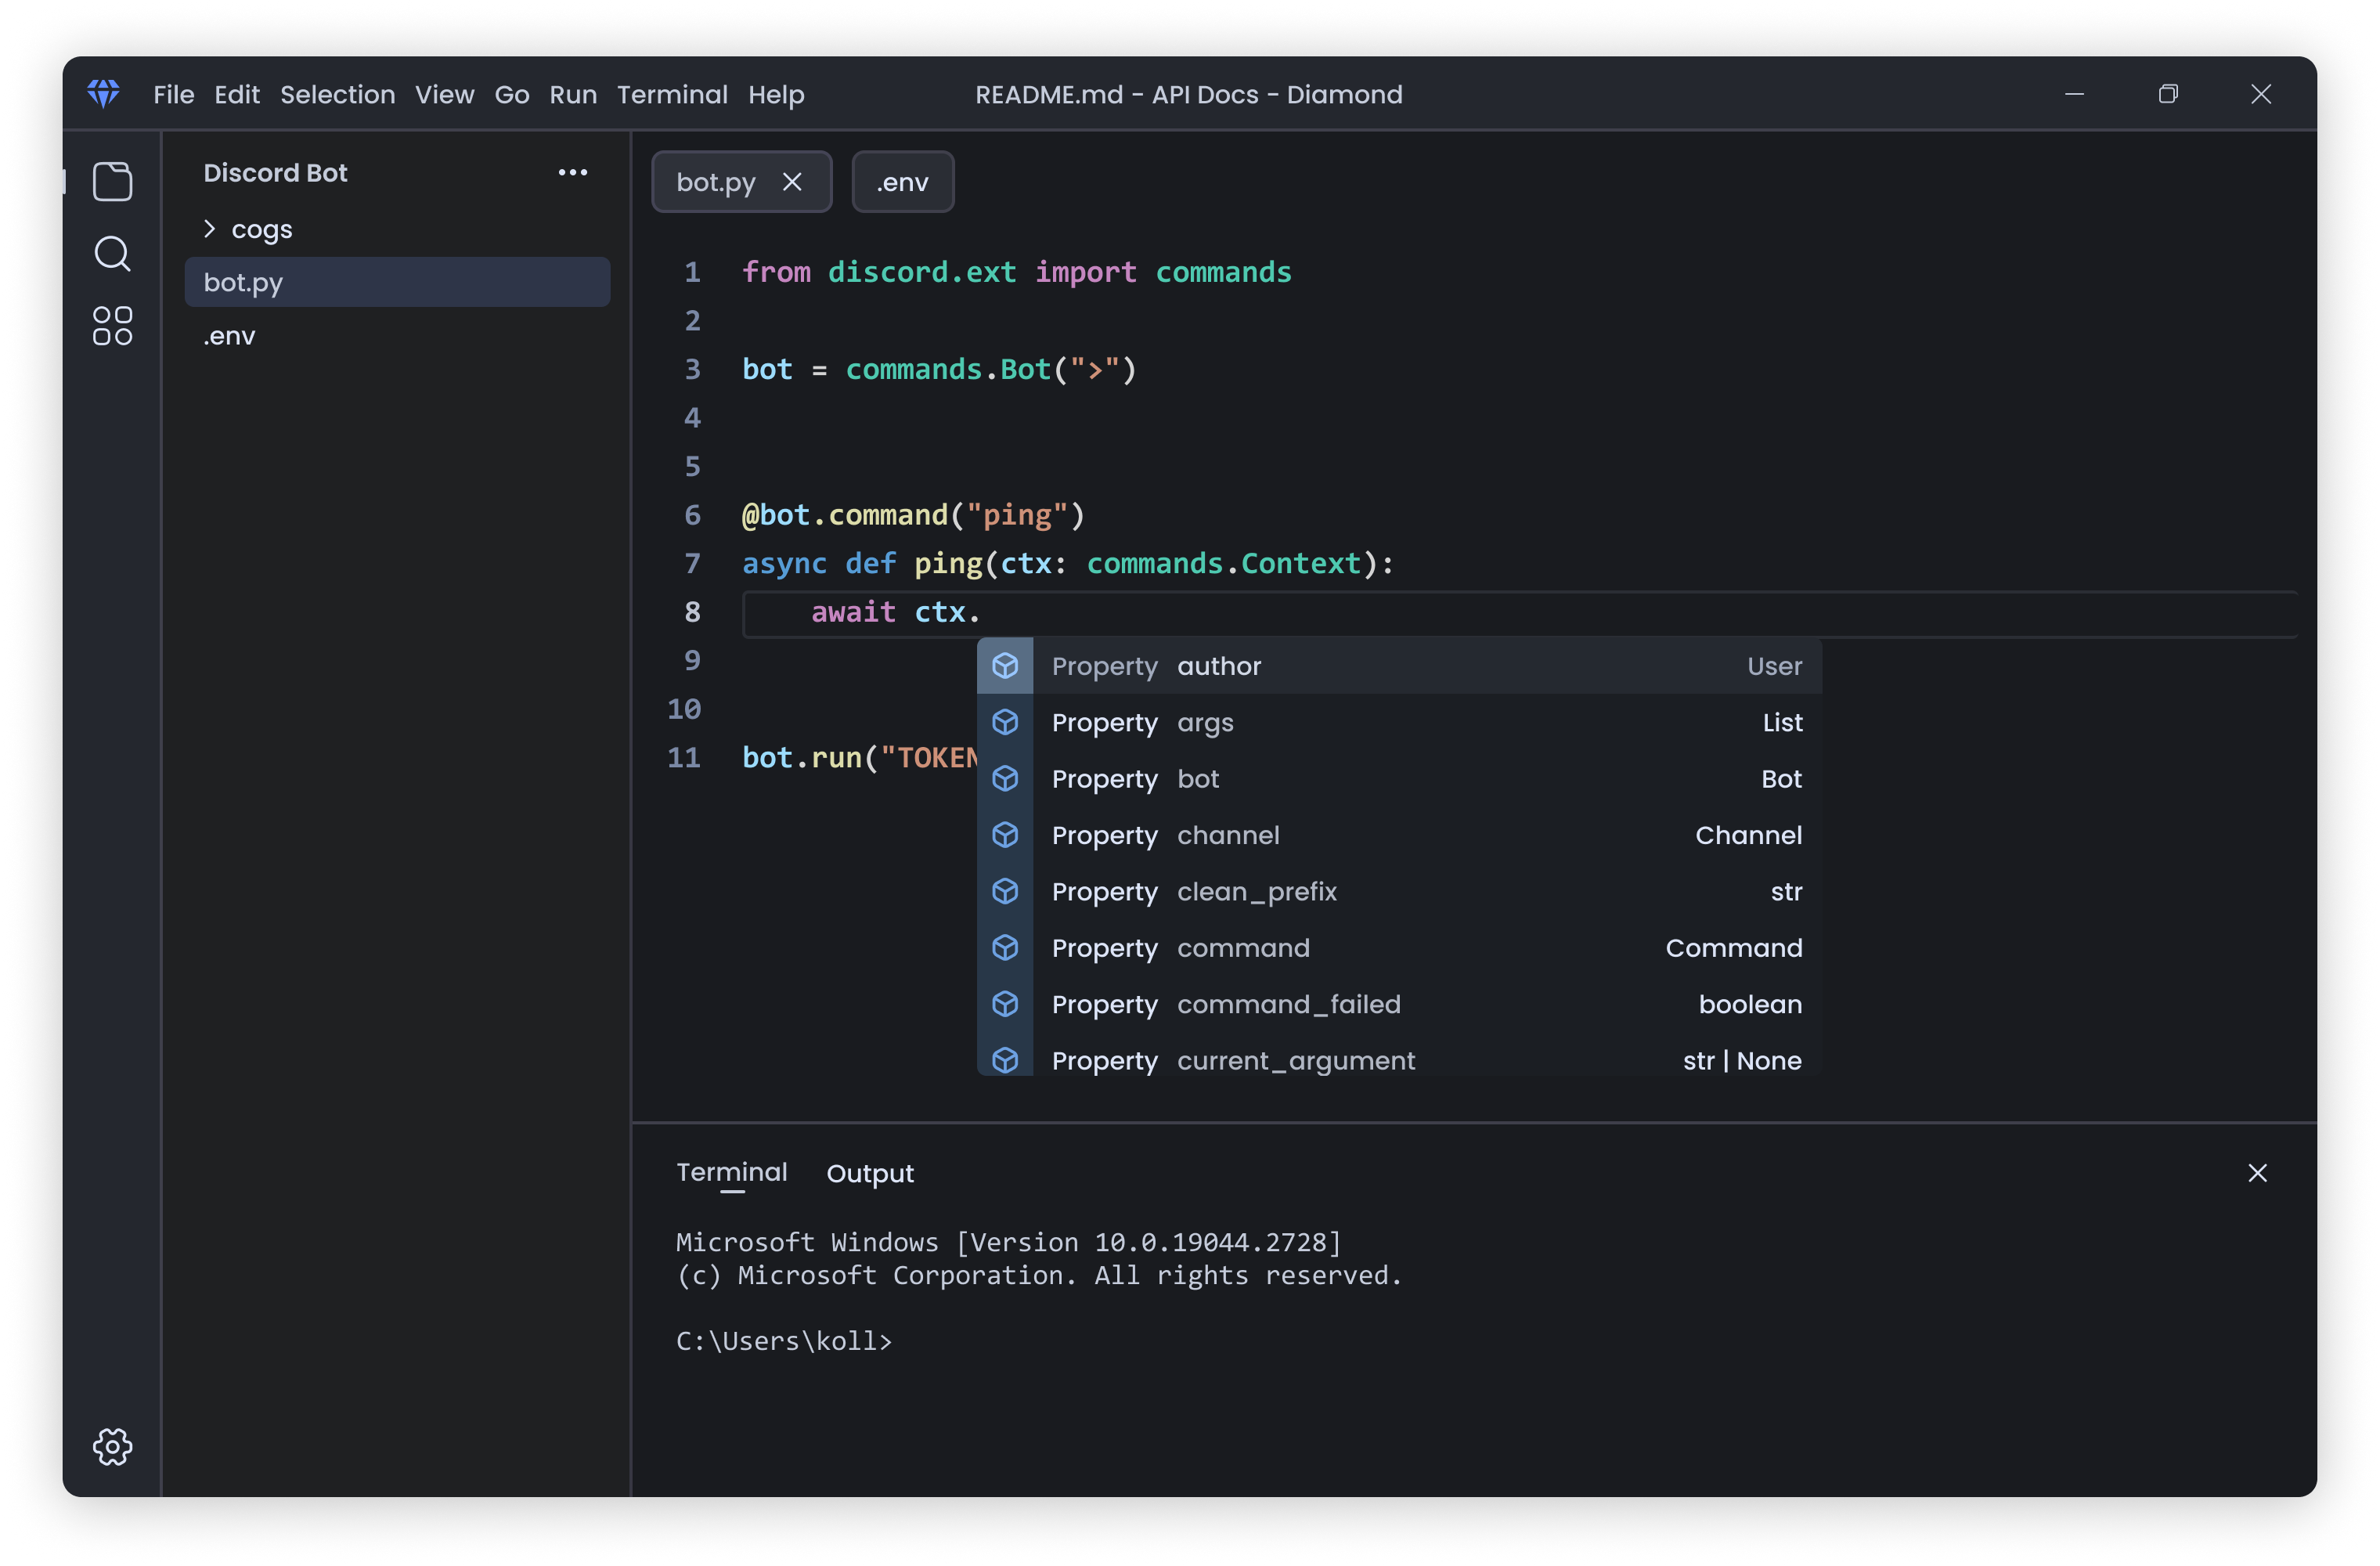 File Edit Selection View Go Run Terminal Help
README.md - API Docs - Diamond
Discord Bot
cogs
bot.py
.env
bot.py
.env
1 from discord.ext import commands
2
3 bot = commands.Bot(">")
4
5
6 @bot.command("ping")
7 async def ping(ctx: commands.Context):
8 await ctx.
9
10
11 bot.run("TOKEN
Property author User
Property args List
Property bot Bot
Property channel Channel
Property clean_prefix str
Property command Command
Property command_failed boolean
Property current_argument str | None
Terminal Output
Microsoft Windows [Version 10.0.19044.2728]
(c) Microsoft Corporation. All rights reserved.
C:\Users\koll>